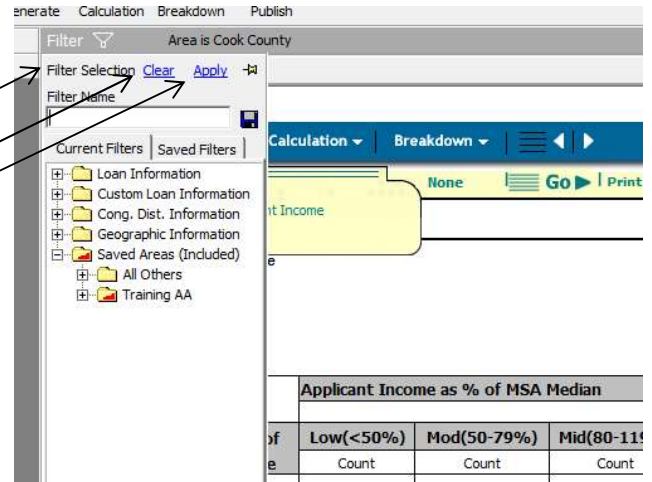 Calculation Breakdown Publish
Filter Area is Cook County
Filter Selection Clear Apply
Filter Name
Current Filters Saved Filters
Loan Information
Custom Loan Information
Cong. Dist. Information
Geographic Information
Saved Areas (Included)
All Others
Training AA
Calculation Breakdown
None Go Print
Income
Applicant Income as % of MSA Median
Low(<50%) Mod(50-79%) Mid(80-119
Count Count Count